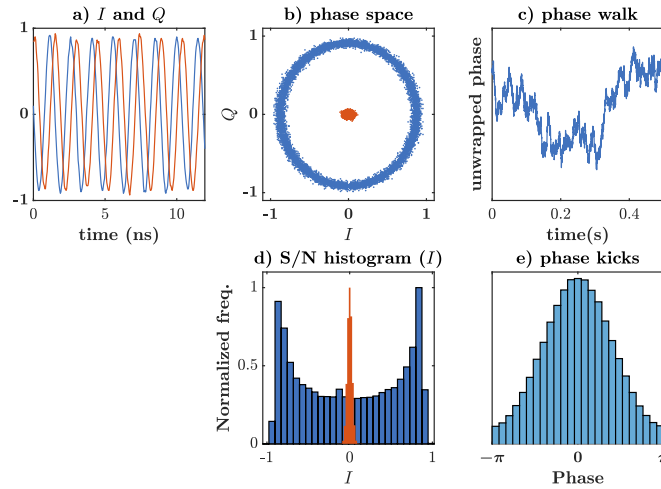 a) I and Q
1
0
-1
0
5
10
time (ns)
b) phase space
1
0
-1
Q
-1
0
1
I
c) phase walk
unwrapped phase
0
0.2
0.4
time(s)
d) S/N histogram (I)
1
0.5
0
Normalized freq.
-1
0
1
I
e) phase kicks
−π
0
π
Phase